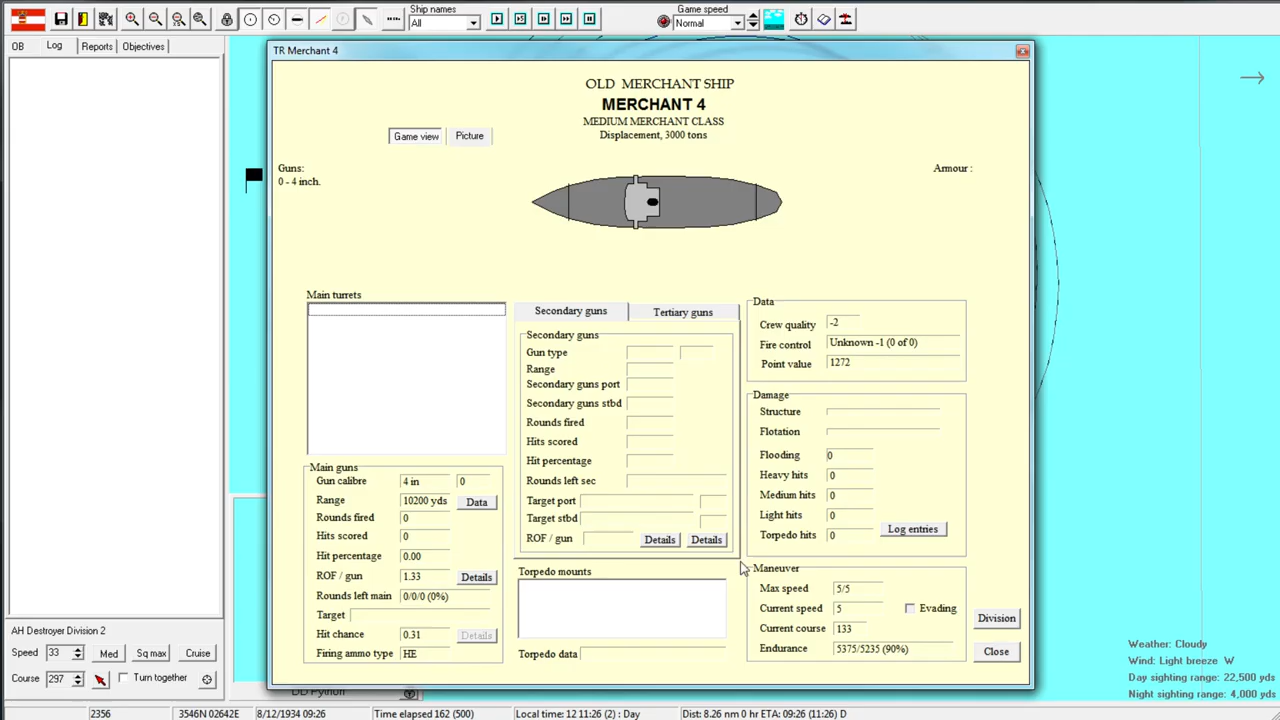 Ship names
All
Game speed
Normal
OB
Log
Reports
Objectives
TR Merchant 4
OLD MERCHANT SHIP
MERCHANT 4
MEDIUM MERCHANT CLASS
Displacement, 3000 tons
Game view
Picture
Guns:
0 - 4 inch.
Armour :
Main turrets
Secondary guns
Tertiary guns
Secondary guns
Gun type
Range
Secondary guns port
Secondary guns stbd
Rounds fired
Hits scored
Hit percentage
Rounds left sec
Target port
Target stbd
ROF / gun
Details
Details
Data
Crew quality -2
Fire control Unknown -1 (0 of 0)
Point value 1272
Damage
Structure
Flotation
Flooding 0
Heavy hits 0
Medium hits 0
Light hits 0
Torpedo hits 0
Log entries
Main guns
Gun calibre 4 in 0
Range 10200 yds Data
Rounds fired 0
Hits scored 0
Hit percentage 0.00
ROF / gun 1.33 Details
Rounds left main 0/0/0 (0%)
Target
Hit chance 0.31 Details
Firing ammo type HE
Torpedo mounts
Torpedo data
Maneuver
Max speed 5/5
Current speed 5
Evading
Current course 133
Endurance 5375/5235 (90%)
Division
Close
AH Destroyer Division 2
Speed 33 Med Sq max Cruise
Course 297 Turn together
DD Python
Weather: Cloudy
Wind: Light breeze W
Day sighting range: 22,500 yds
Night sighting range: 4,000 yds
2356
3546N 02642E
8/12/1934 09:26
Time elapsed 162 (500)
Local time: 12 11:26 (2) : Day
Dist: 8.26 nm 0 hr ETA: 09:26 (11:26) D